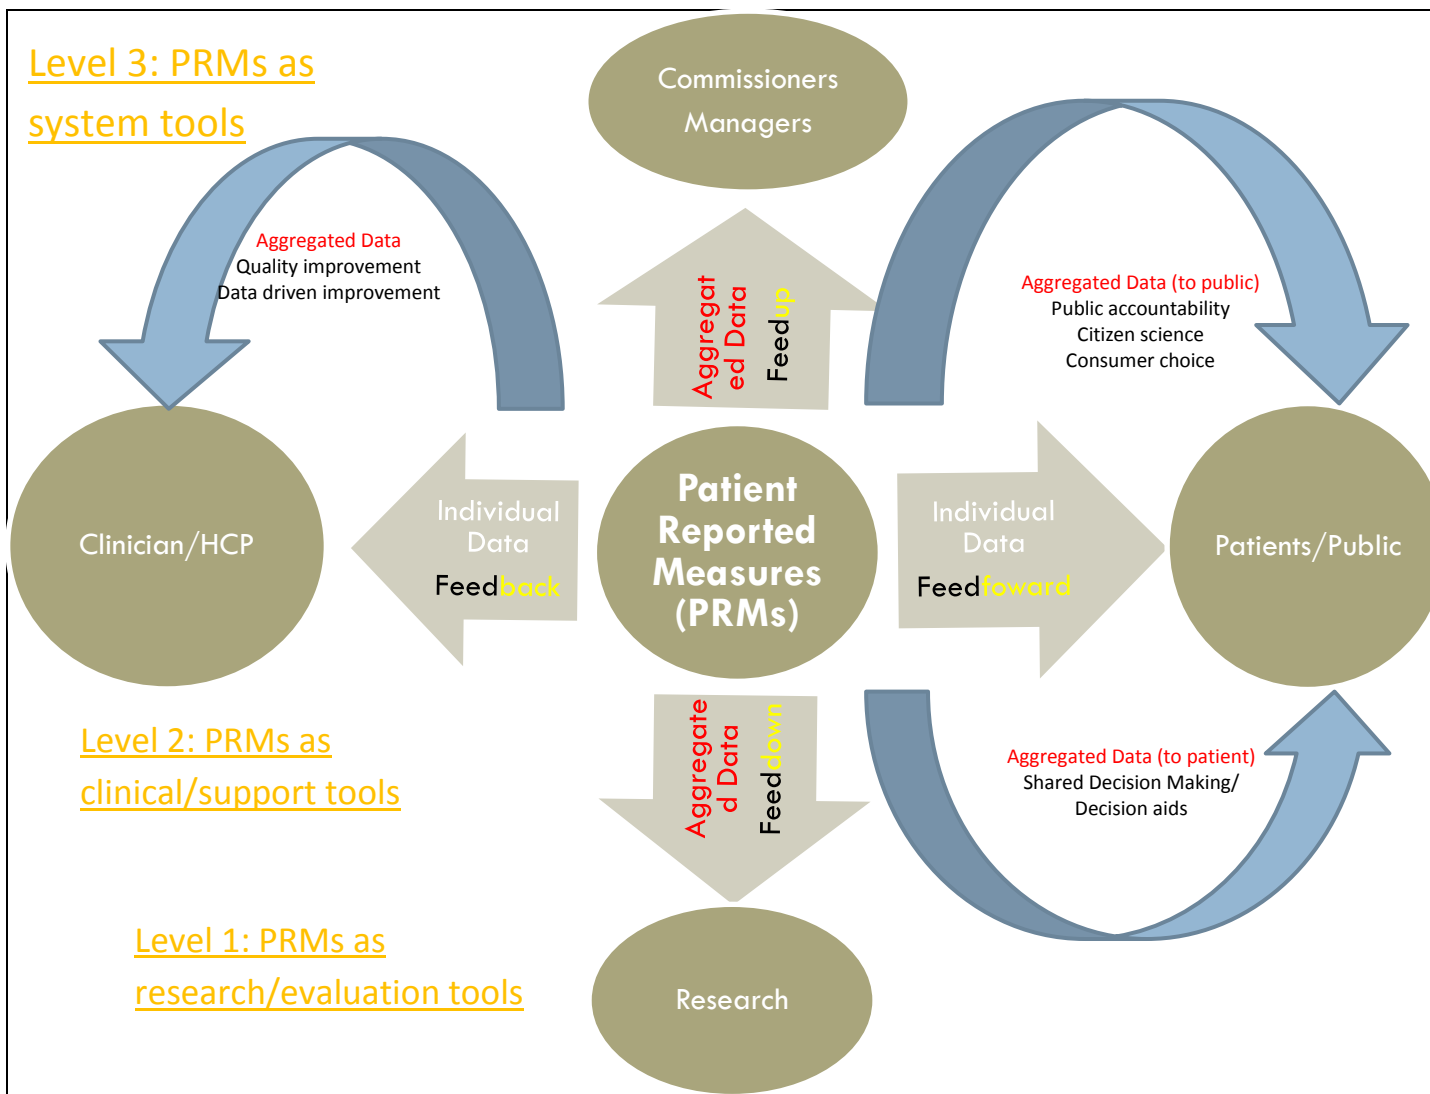 Level 3: PRMs as
system tools
Commissioners
Managers
Aggregated Data
Quality improvement
Data driven improvement
Aggregat
ed Data
Feedup
Aggregated Data (to public)
Public accountability
Citizen science
Consumer choice
Clinician/HCP
Individual
Data
Feedback
Patient
Reported
Measures
(PRMs)
Individual
Data
Feedfoward
Patients/Public
Level 2: PRMs as
clinical/support tools
Aggregate
d Data
Feeddown
Aggregated Data (to patient)
Shared Decision Making/
Decision aids
Level 1: PRMs as
research/evaluation tools
Research